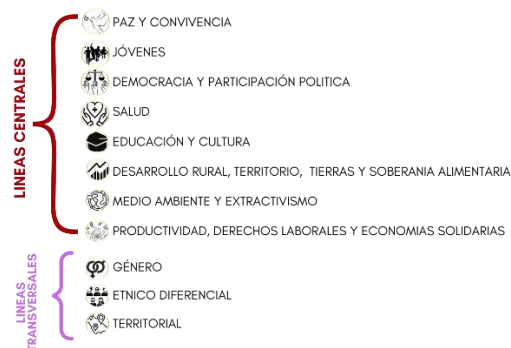 LINEAS CENTRALES
PAZ Y CONVIVENCIA
JÓVENES
DEMOCRACIA Y PARTICIPACIÓN POLITICA
SALUD
EDUCACIÓN Y CULTURA
DESARROLLO RURAL, TERRITORIO, TIERRAS Y SOBERANIA ALIMENTARIA
MEDIO AMBIENTE Y EXTRACTIVISMO
PRODUCTIVIDAD, DERECHOS LABORALES Y ECONOMIAS SOLIDARIAS
LINEAS
TRANSVERSALES
GÉNERO
ETNICO DIFERENCIAL
TERRITORIAL